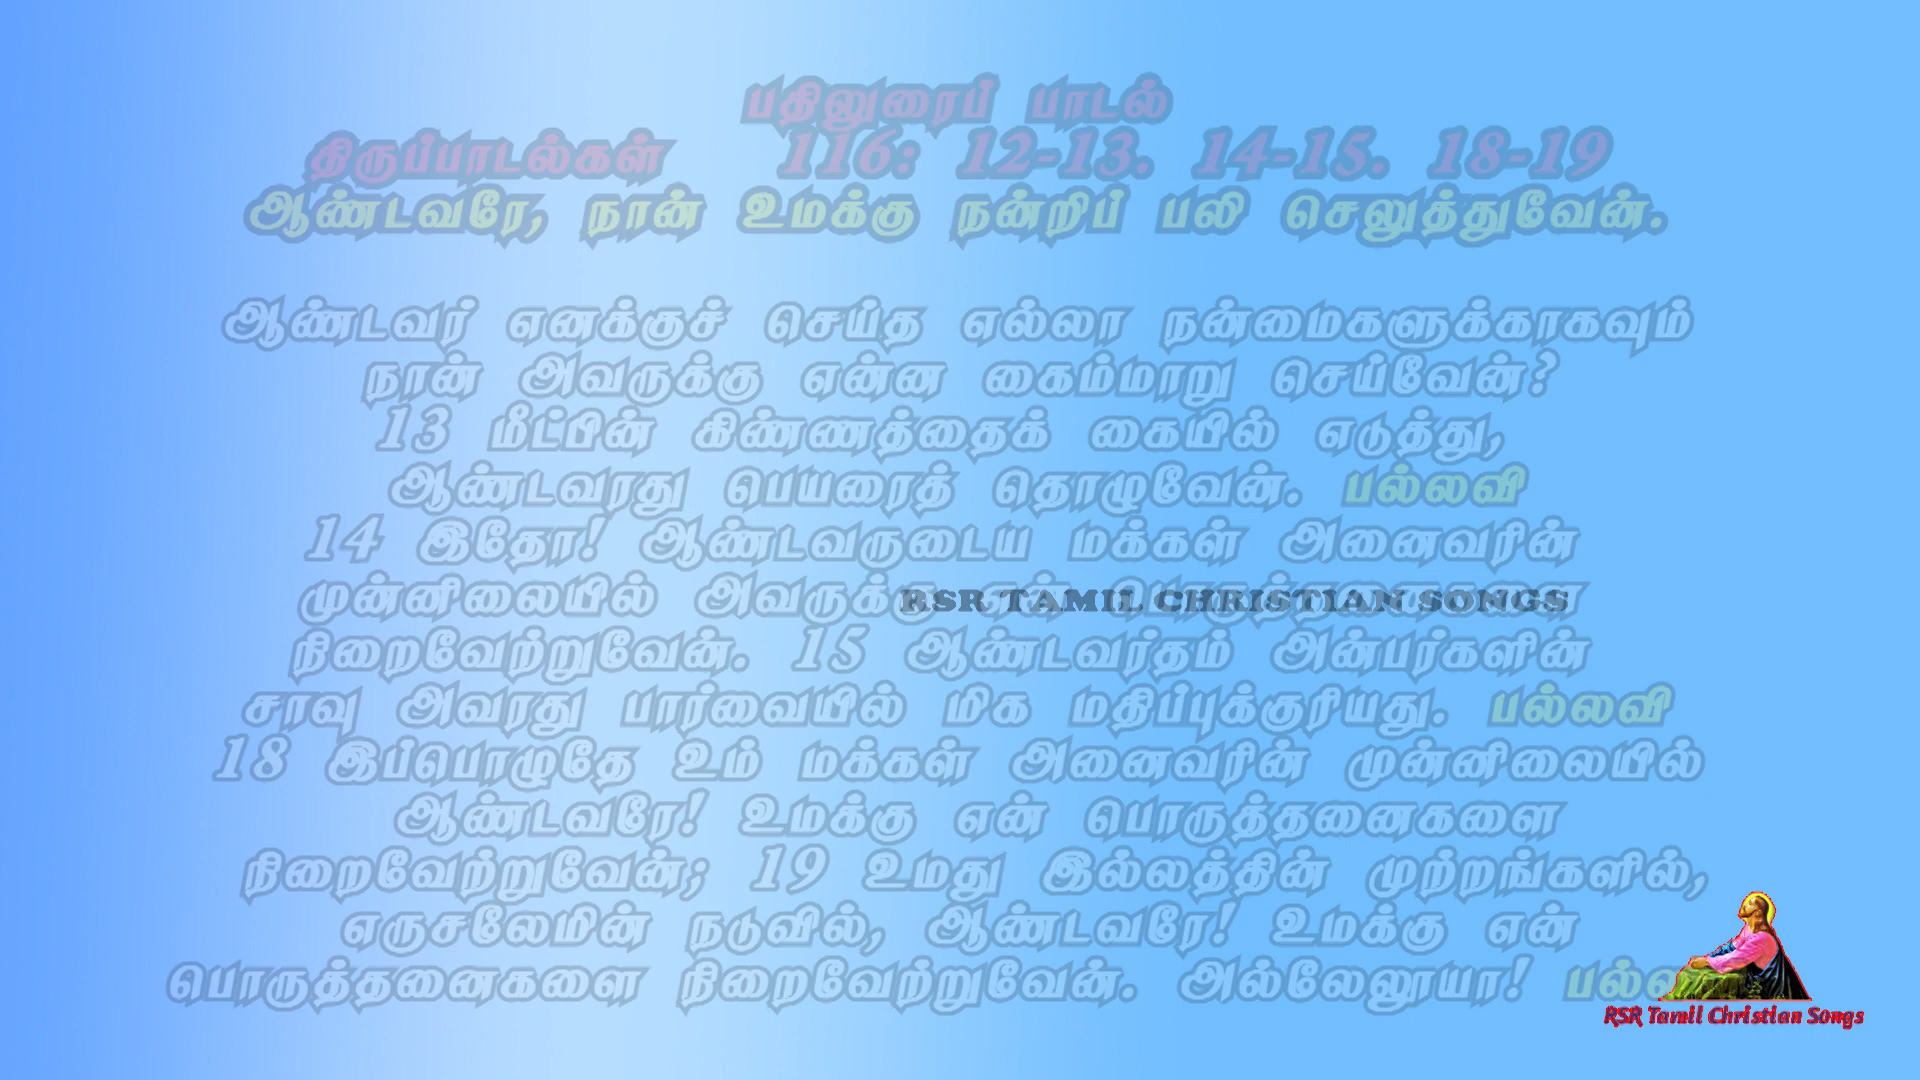 பதிலுரைப் பாடல்
திருப்பாடல்கள் 116: 12-13. 14-15. 18-19
ஆண்டவரே, நான் உமக்கு நன்றிப் பலி செலுத்துவேன்.
ஆண்டவர் எனக்குச் செய்த எல்லா நன்மைகளுக்காகவும்
நான் அவருக்கு என்ன கைம்மாறு செய்வேன்?
13 மீட்பின் கிண்ணத்தைக் கையில் எடுத்து,
ஆண்டவரது பெயரைத் தொழுவேன். பல்லவி
14 இதோ! ஆண்டவருடைய மக்கள் அனைவரின்
முன்னிலையில் அவருக்கு என் பொருத்தனைகளை
RSR TAMIL CHRISTIAN SONGS
நிறைவேற்றுவேன். 15 ஆண்டவர்தம் அன்பர்களின்
சாவு அவரது பார்வையில் மிக மதிப்புக்குரியது. பல்லவி
18 இப்பொழுதே உம் மக்கள் அனைவரின் முன்னிலையில்
ஆண்டவரே! உமக்கு என் பொருத்தனைகளை
நிறைவேற்றுவேன்; 19 உமது இல்லத்தின் முற்றங்களில்,
எருசலேமின் நடுவில், ஆண்டவரே! உமக்கு என்
பொருத்தனைகளை நிறைவேற்றுவேன். அல்லேலூயா!
RSR Tamil Christian Songs